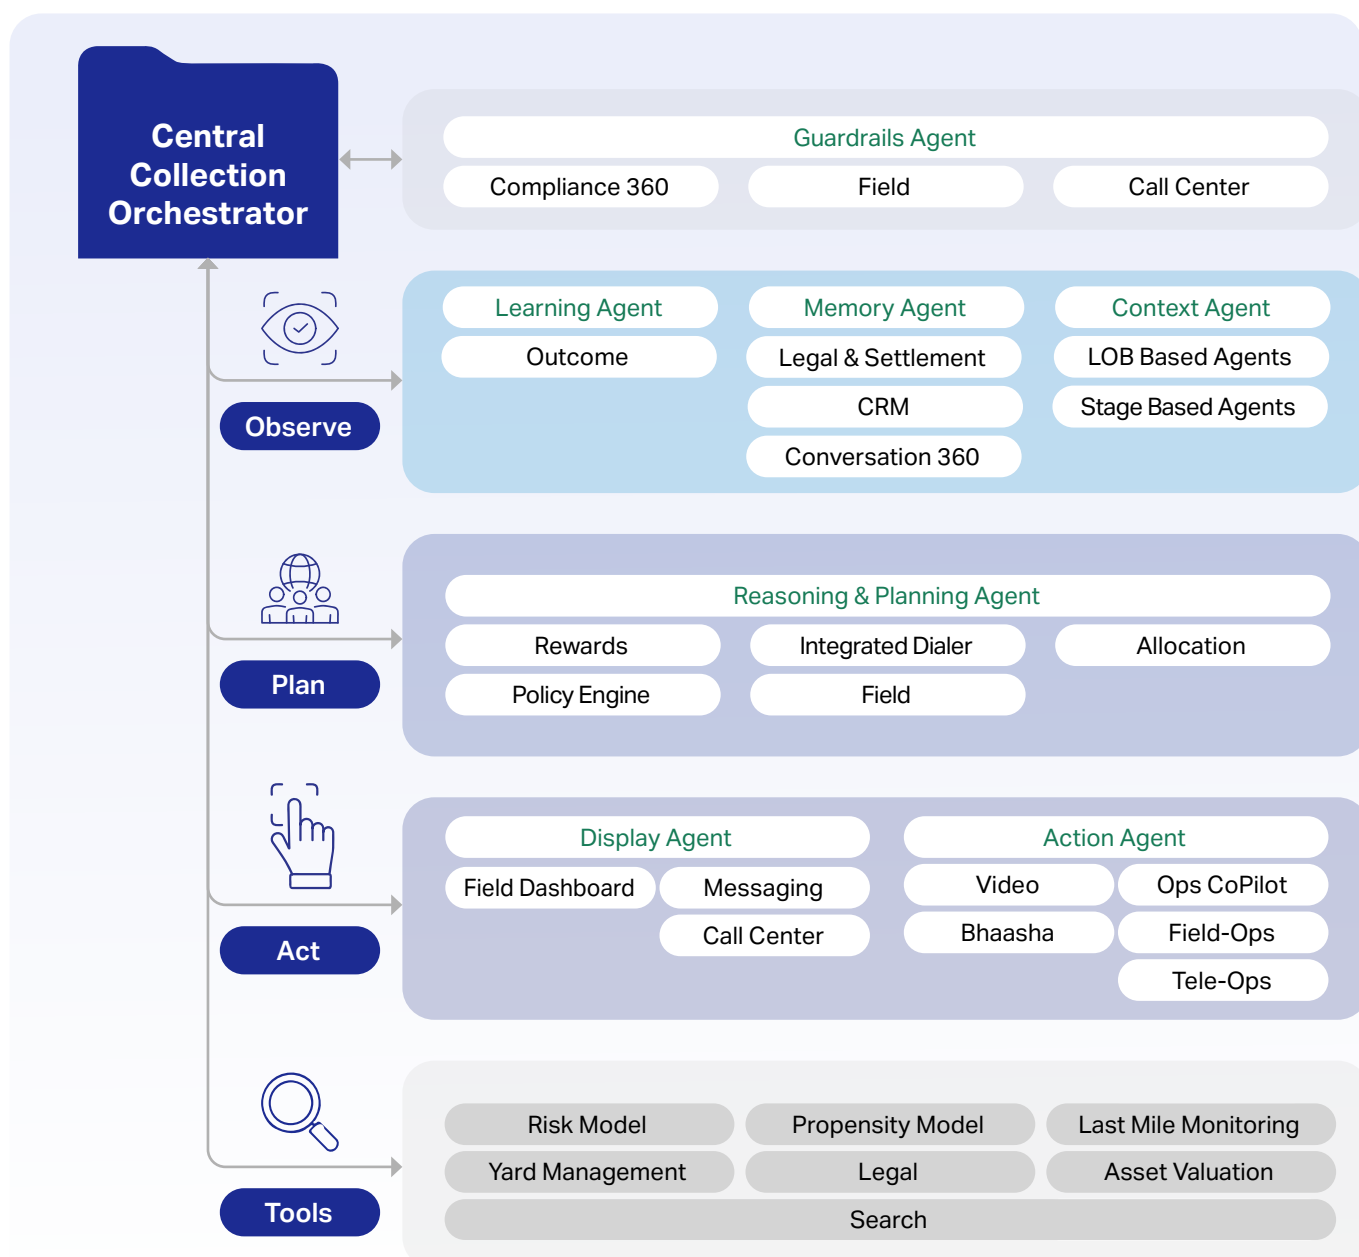 Central
Collection
Orchestrator
Guardrails Agent
Compliance 360
Field
Call Center
Observe
Learning Agent
Outcome
Memory Agent
Legal & Settlement
CRM
Conversation 360
Context Agent
LOB Based Agents
Stage Based Agents
Plan
Reasoning & Planning Agent
Rewards
Integrated Dialer
Allocation
Policy Engine
Field
Act
Display Agent
Field Dashboard
Messaging
Call Center
Action Agent
Video
Ops CoPilot
Bhaasha
Field-Ops
Tele-Ops
Tools
Risk Model
Propensity Model
Last Mile Monitoring
Yard Management
Legal
Asset Valuation
Search